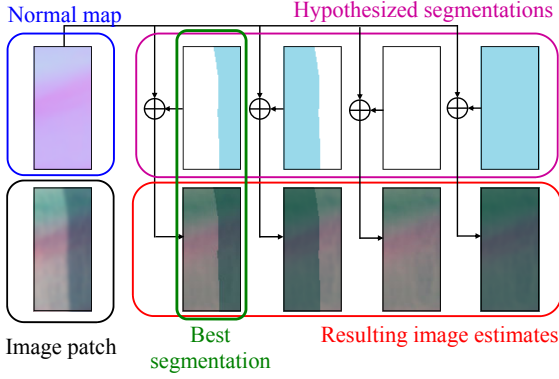 Normal map
Hypothesized segmentations
Image patch
Best
segmentation
Resulting image estimates